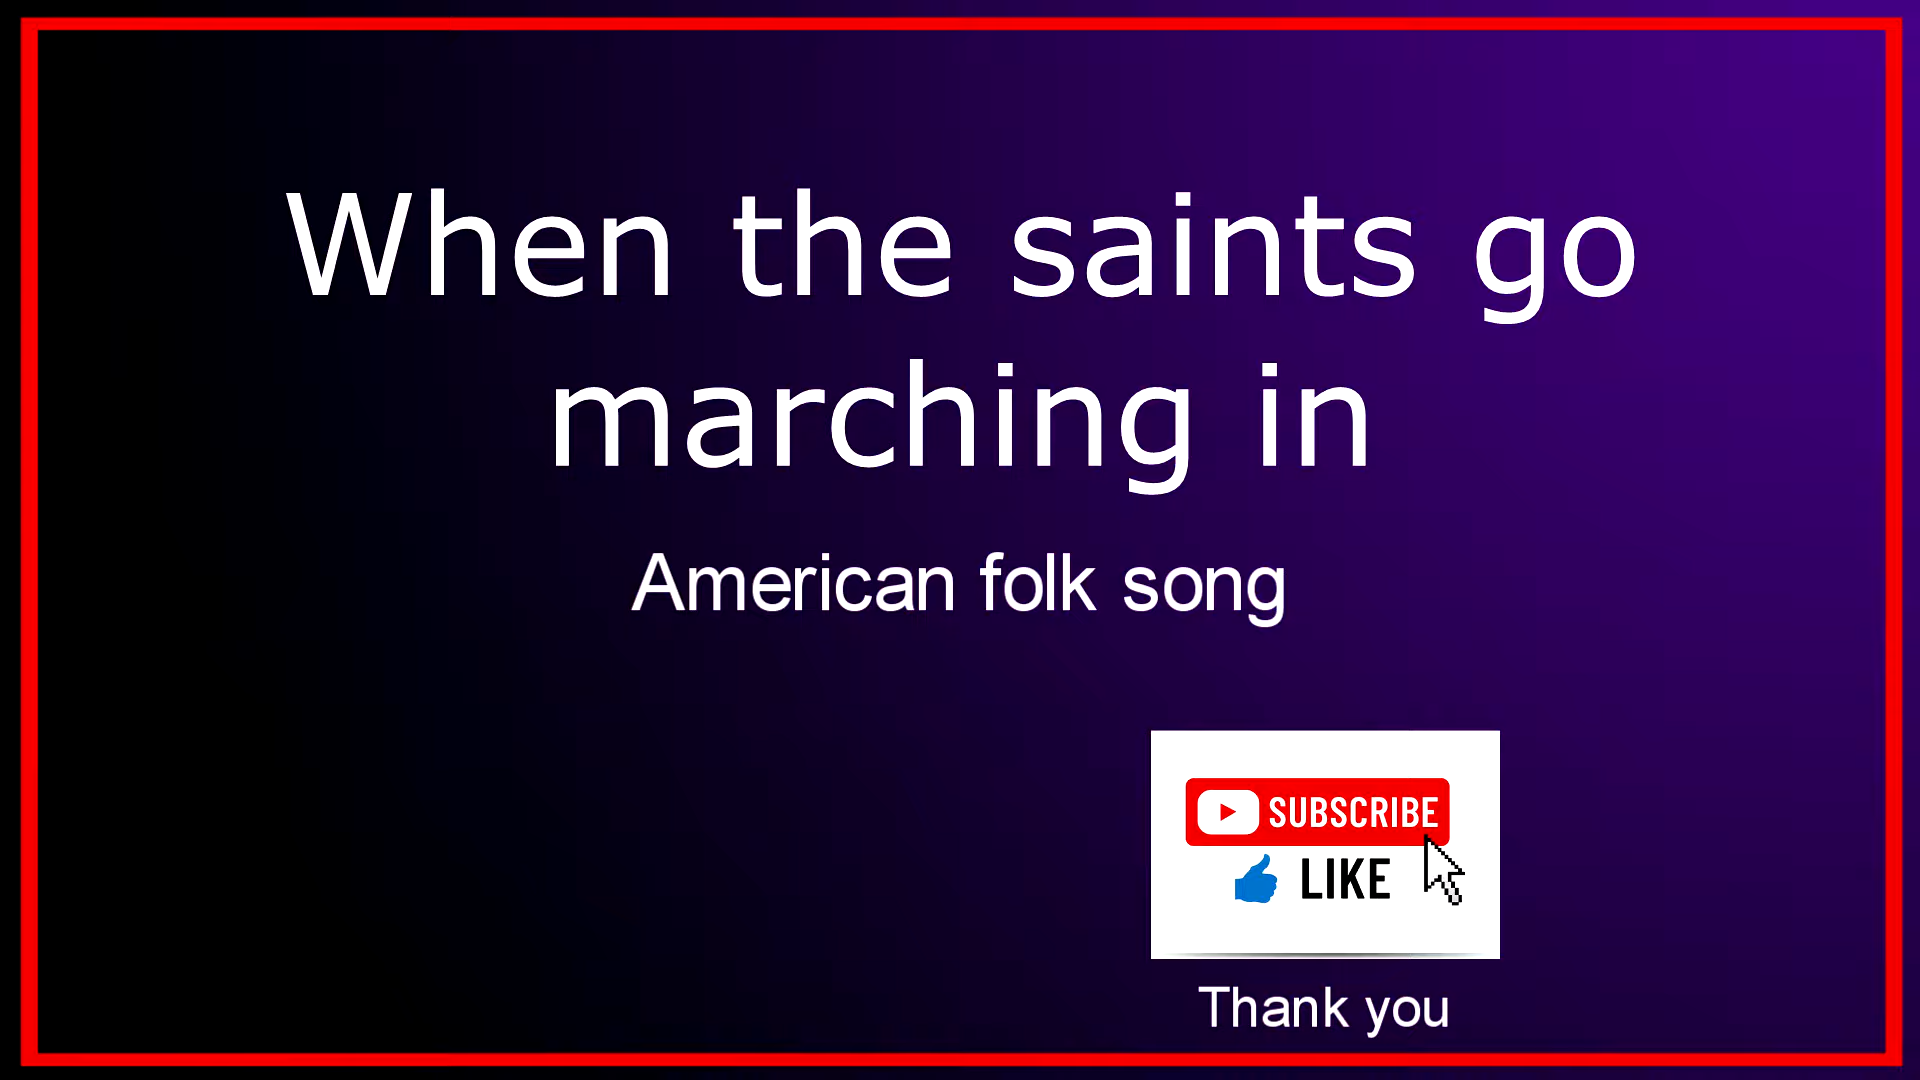 When the saints go
marching in
American folk song
SUBSCRIBE
LIKE
Thank you